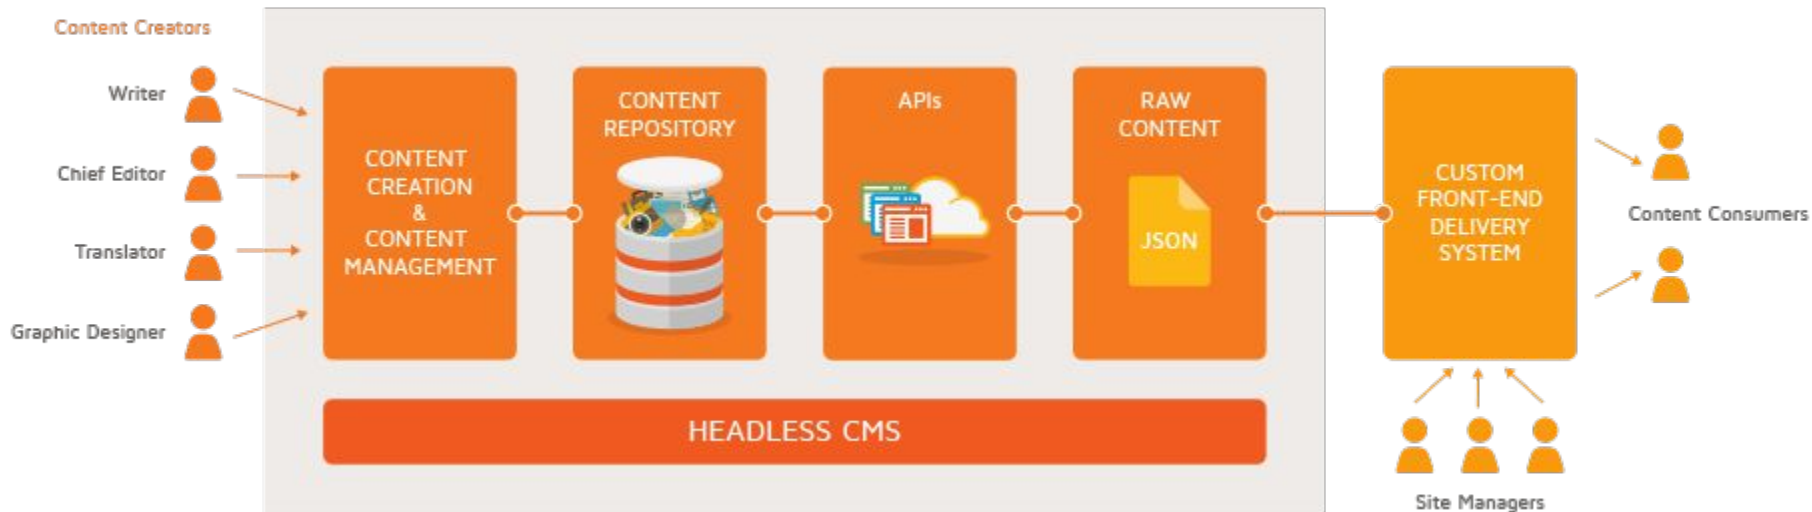 Content Creators
Writer
Chief Editor
Translator
Graphic Designer
CONTENT
CREATION
&
CONTENT
MANAGEMENT
CONTENT
REPOSITORY
APIs
RAW
CONTENT
JSON
HEADLESS CMS
CUSTOM
FRONT-END
DELIVERY
SYSTEM
Content Consumers
Site Managers